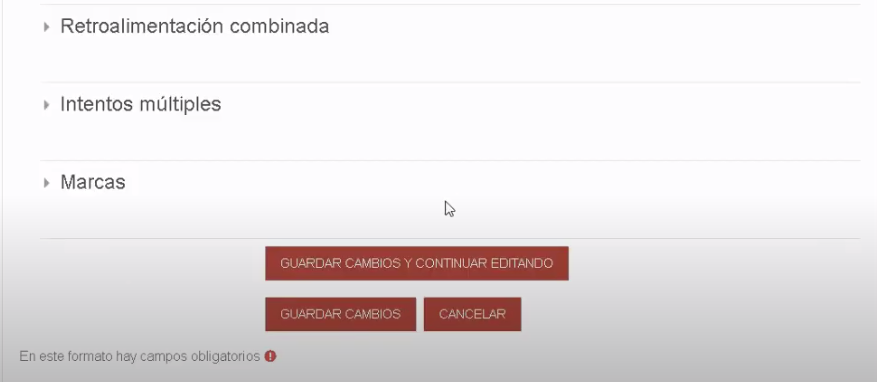 Retroalimentación combinada
Intentos múltiples
Marcas
GUARDAR CAMBIOS Y CONTINUAR EDITANDO
GUARDAR CAMBIOS
CANCELAR
En este formato hay campos obligatorios